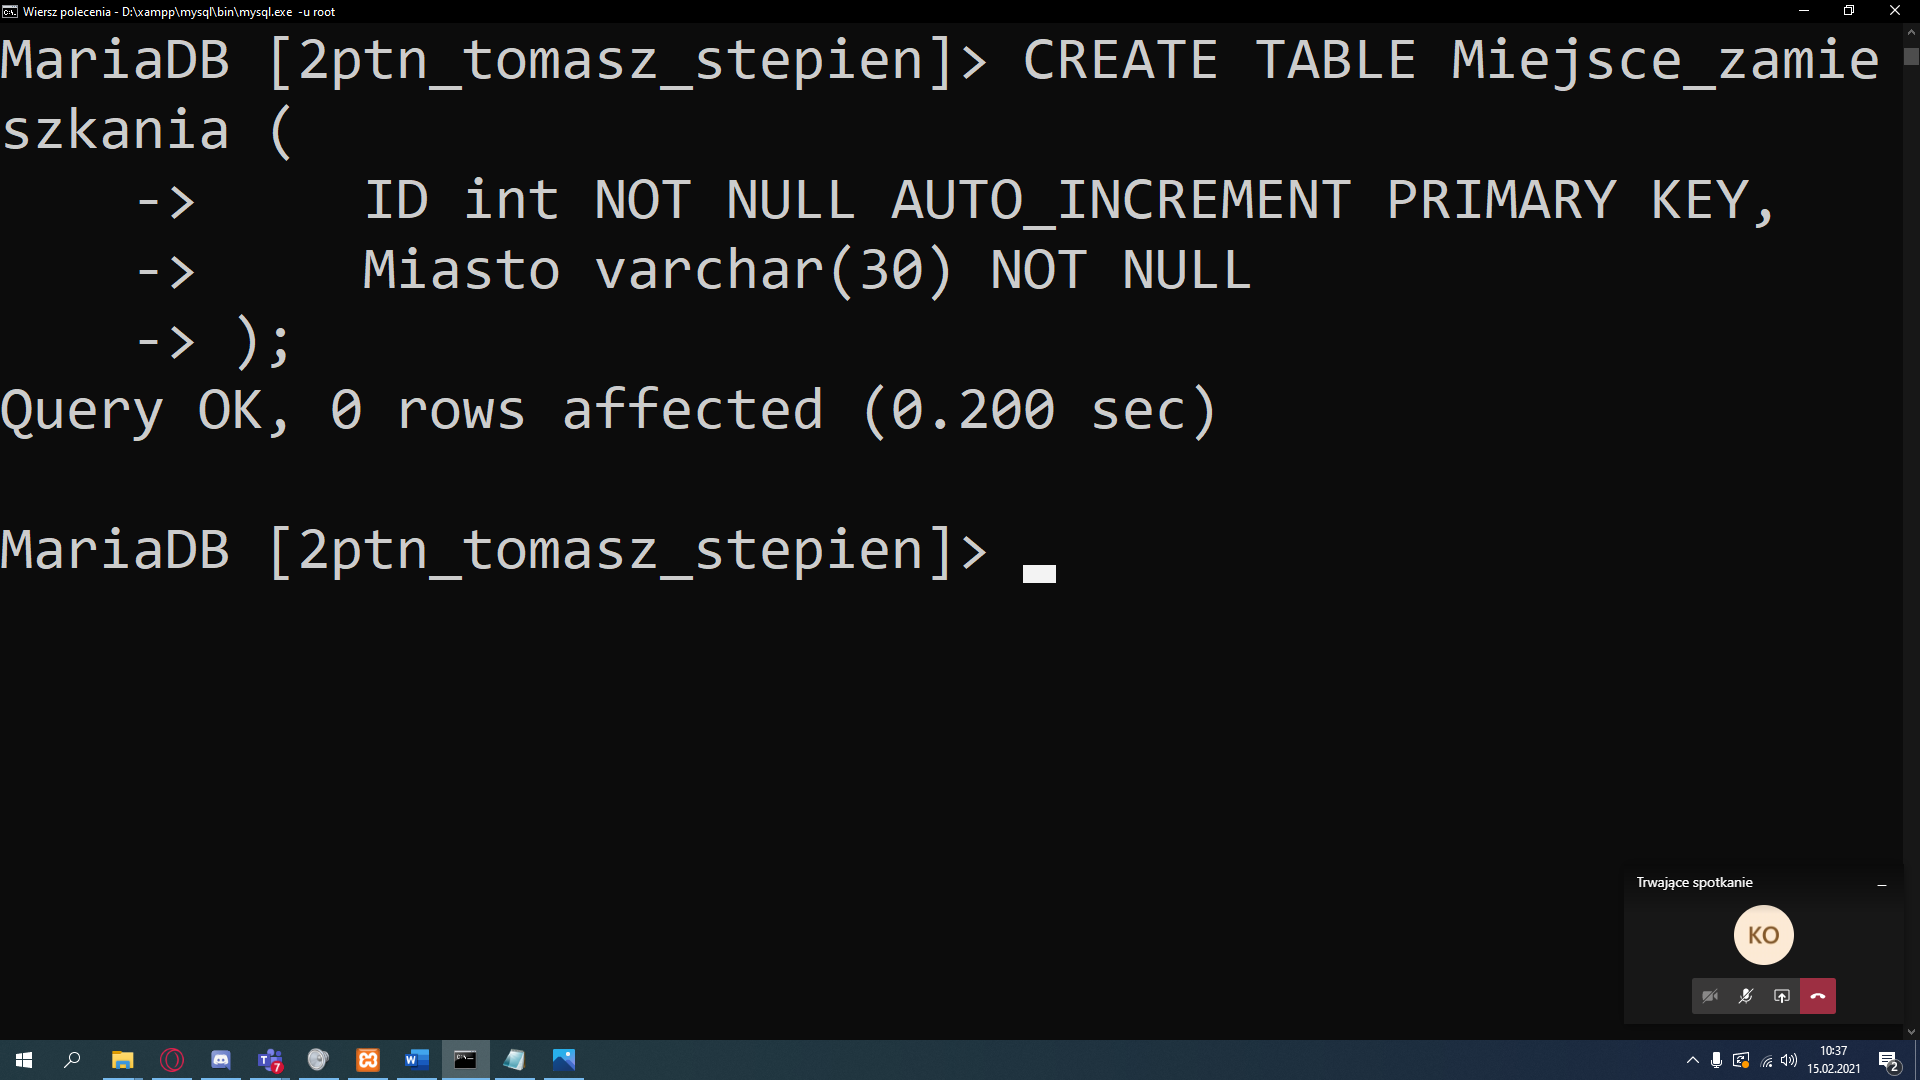 Wiersz polecenia - D:\xampp\mysql\bin\mysql.exe -u root
MariaDB [2ptn_tomasz_stepien]> CREATE TABLE Miejsce_zamie
szkania (
    ->     ID int NOT NULL AUTO_INCREMENT PRIMARY KEY,
    ->     Miasto varchar(30) NOT NULL
    -> );
Query OK, 0 rows affected (0.200 sec)
MariaDB [2ptn_tomasz_stepien]>
Trwające spotkanie
KO
7
10:37
15.02.2021
2